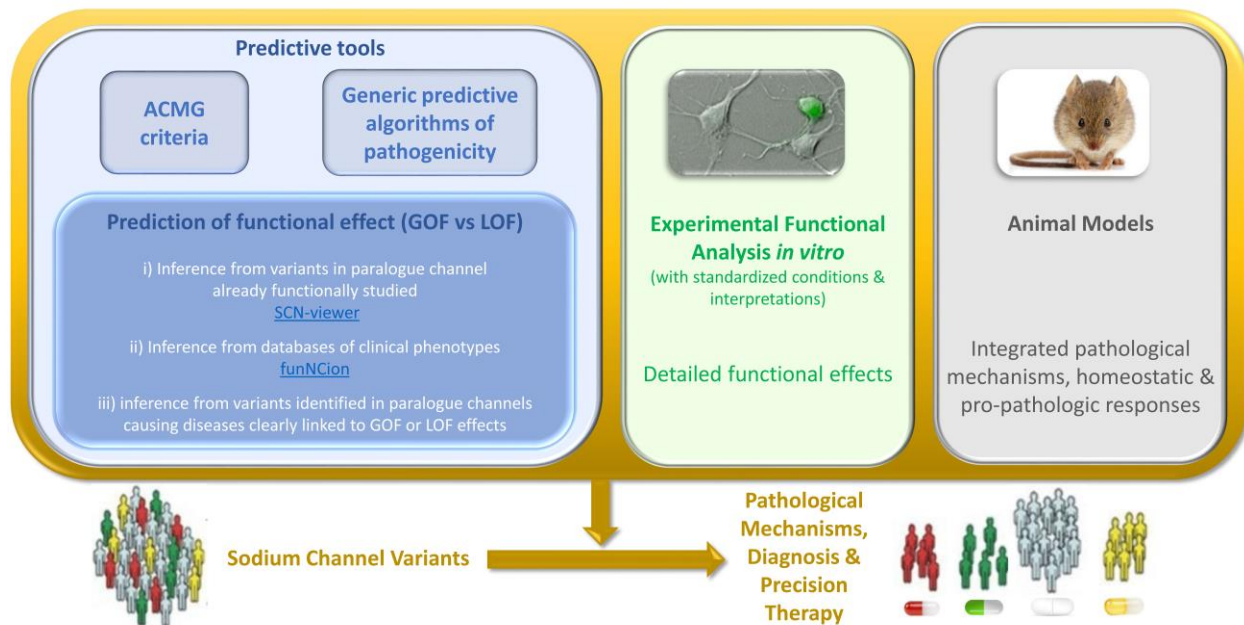 Predictive tools
ACMG
criteria
Generic predictive
algorithms of
pathogenicity
Prediction of functional effect (GOF vs LOF)
i) Inference from variants in paralogue channel
already functionally studied
SCN-viewer
ii) Inference from databases of clinical phenotypes
funNCion
iii) inference from variants identified in paralogue channels
causing diseases clearly linked to GOF or LOF effects
Experimental Functional
Analysis in vitro
(with standardized conditions &
interpretations)
Detailed functional effects
Animal Models
Integrated pathological
mechanisms, homeostatic &
pro-pathologic responses
Sodium Channel Variants
Pathological
Mechanisms,
Diagnosis &
Precision
Therapy